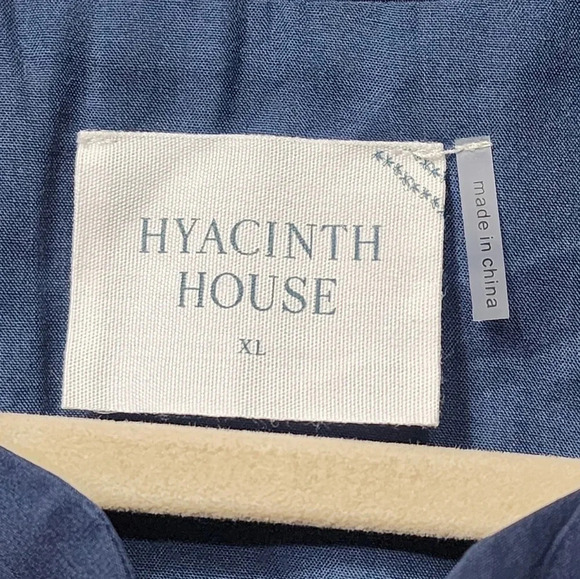 HYACINTH
HOUSE
XL
made in china